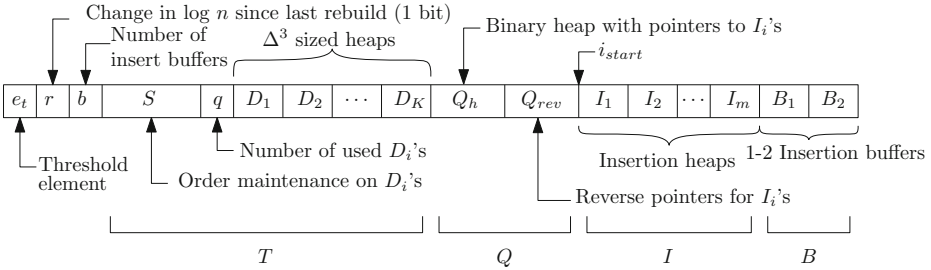 Change in log n since last rebuild (1 bit)
Number of
insert buffers
Δ³ sized heaps
Binary heap with pointers to I_i's
i_start
e_t r b S q D_1 D_2 ⋯ D_K Q_h Q_rev I_1 I_2 ⋯ I_m B_1 B_2
Threshold
element
Number of used D_i's
Order maintenance on D_i's
Insertion heaps
1-2 Insertion buffers
Reverse pointers for I_i's
T Q I B